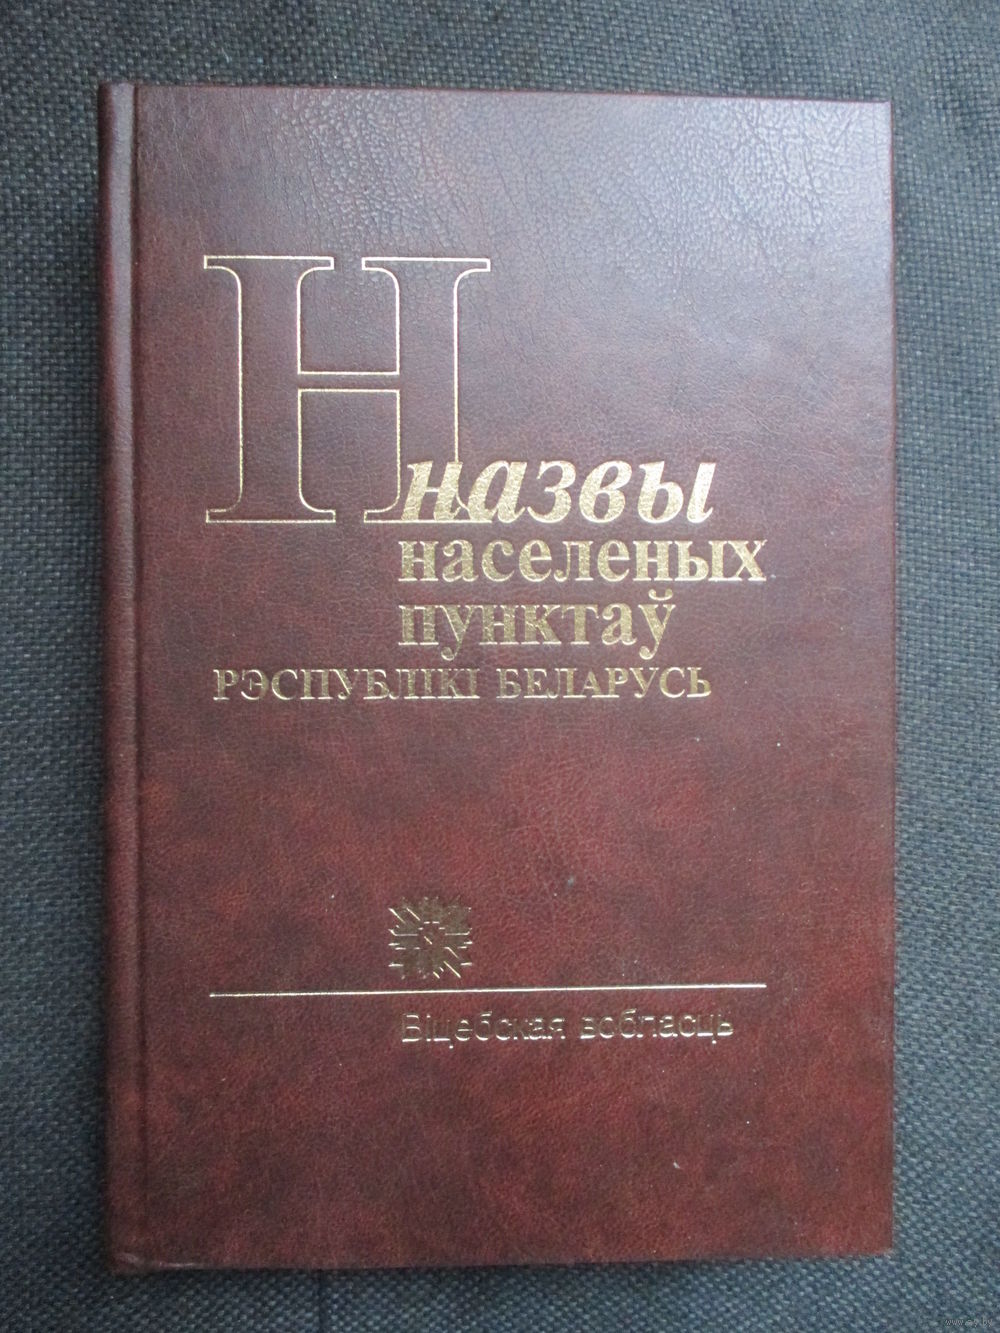 Н
назвы
населеных
пунктаў
РЭСПУБЛІКІ БЕЛАРУСЬ
Віцебская вобласць